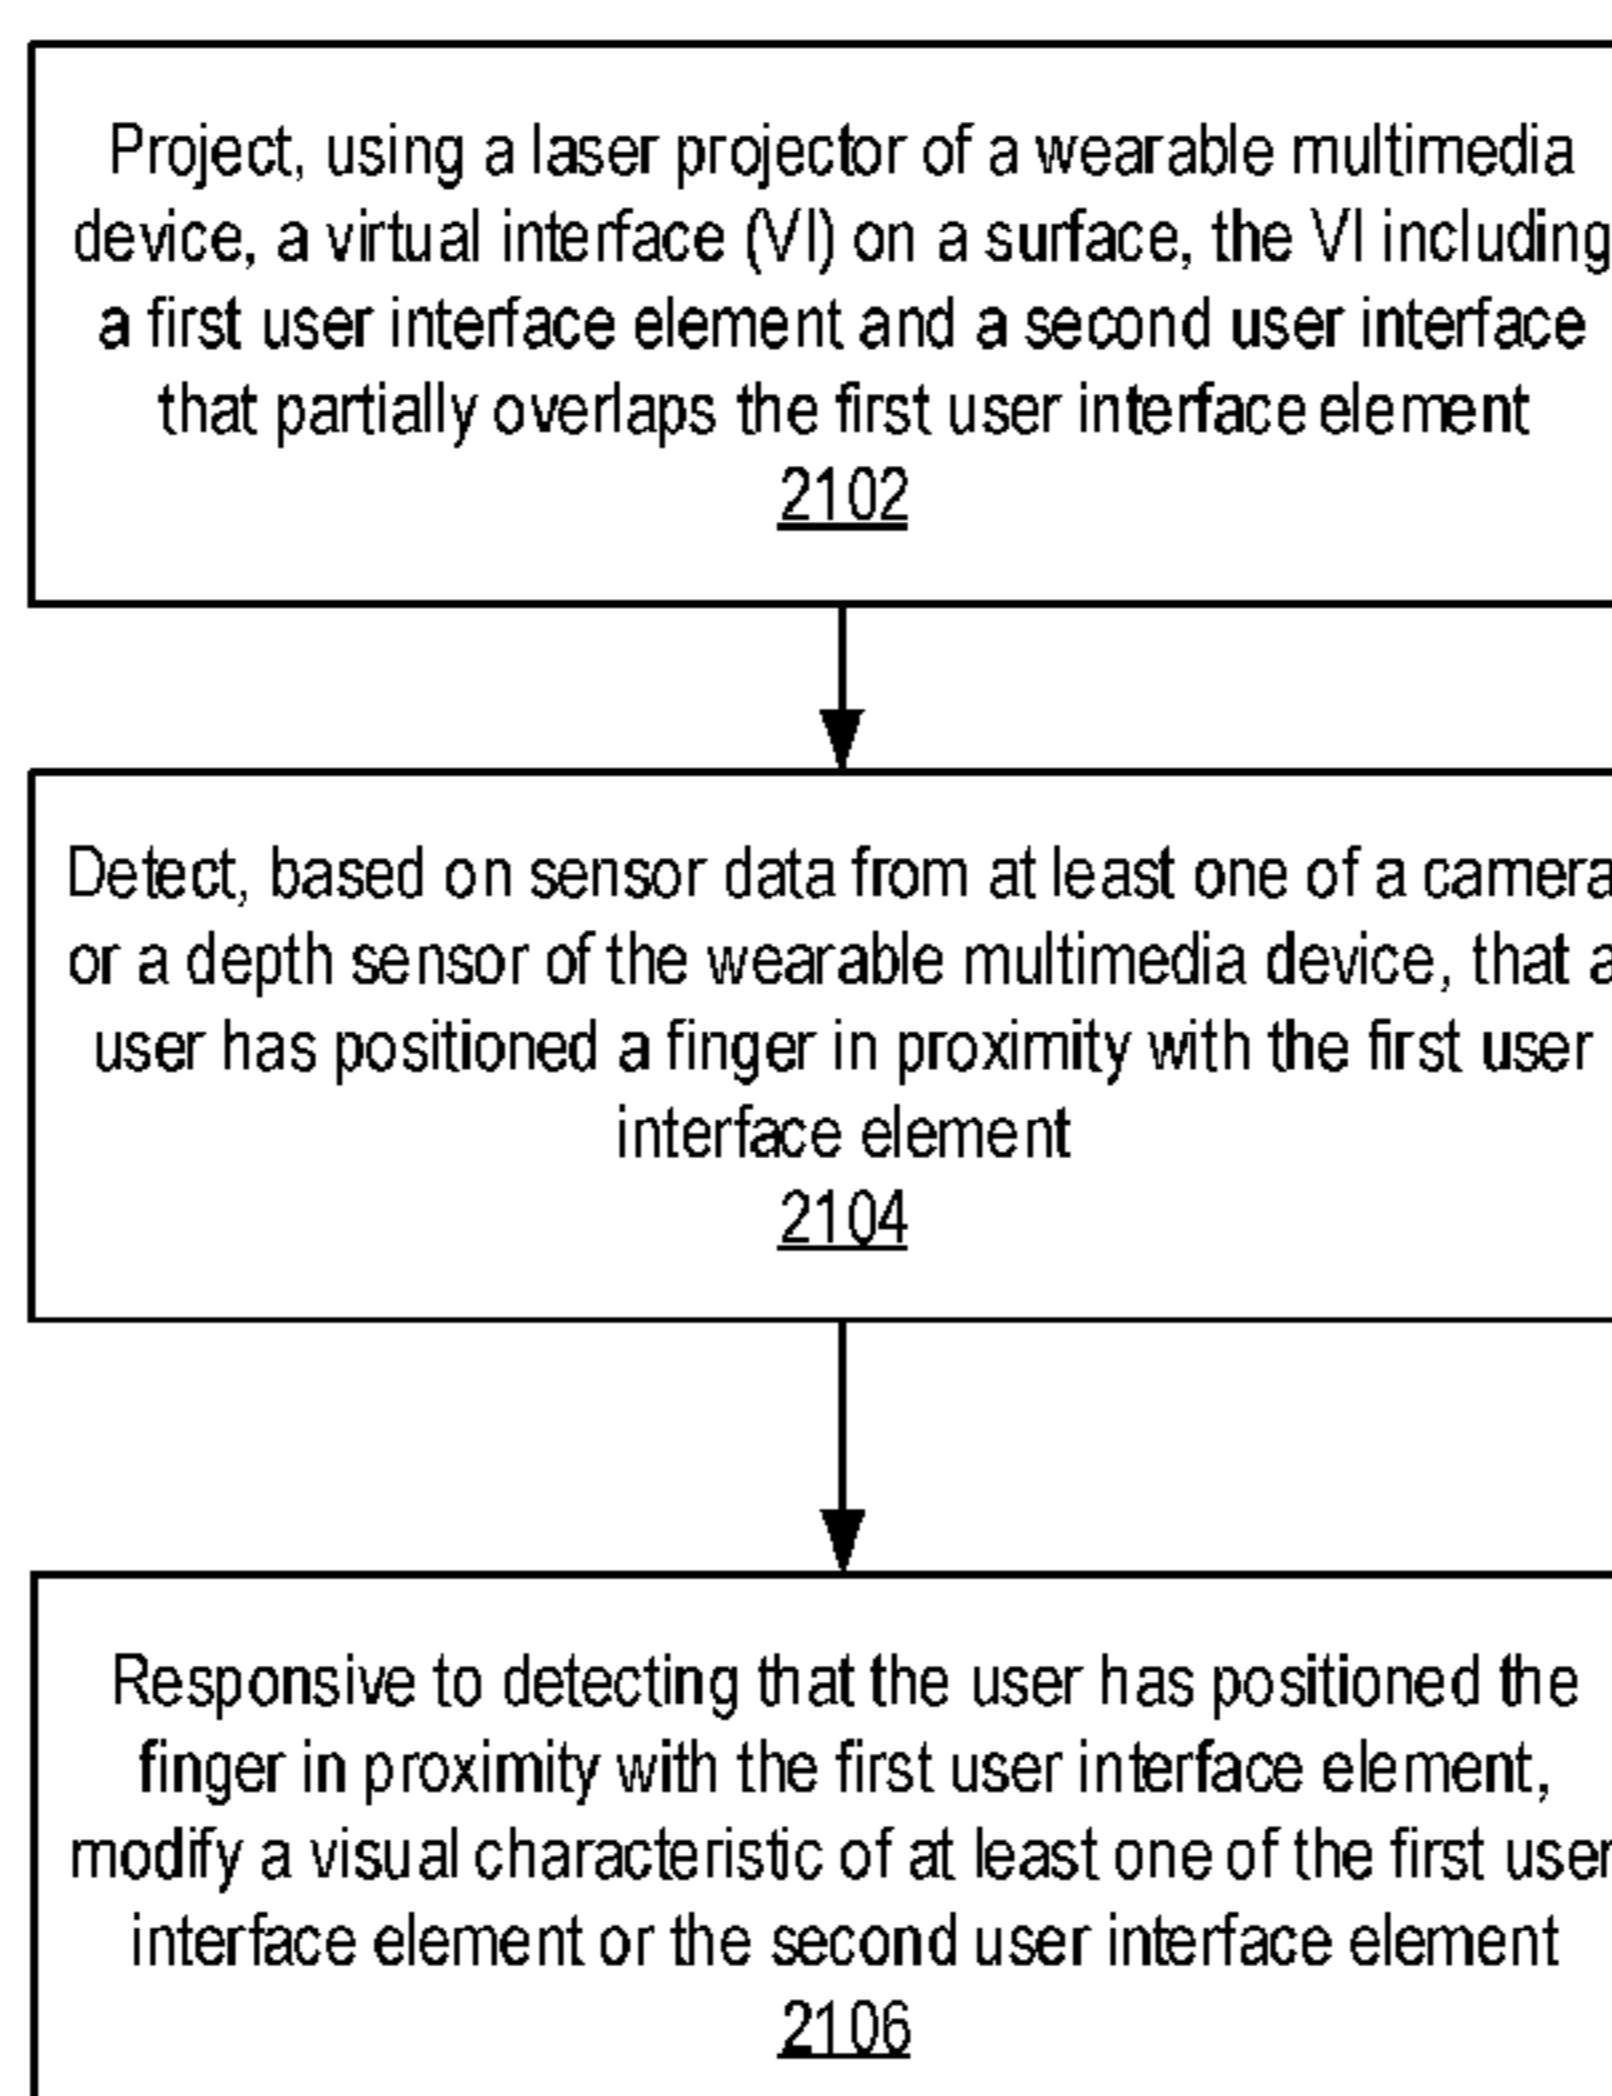 Project, using a laser projector of a wearable multimedia
device, a virtual interface (VI) on a surface, the VI including
a first user interface element and a second user interface
that partially overlaps the first user interface element
2102
Detect, based on sensor data from at least one of a camera
or a depth sensor of the wearable multimedia device, that a
user has positioned a finger in proximity with the first user
interface element
2104
Responsive to detecting that the user has positioned the
finger in proximity with the first user interface element,
modify a visual characteristic of at least one of the first user
interface element or the second user interface element
2106